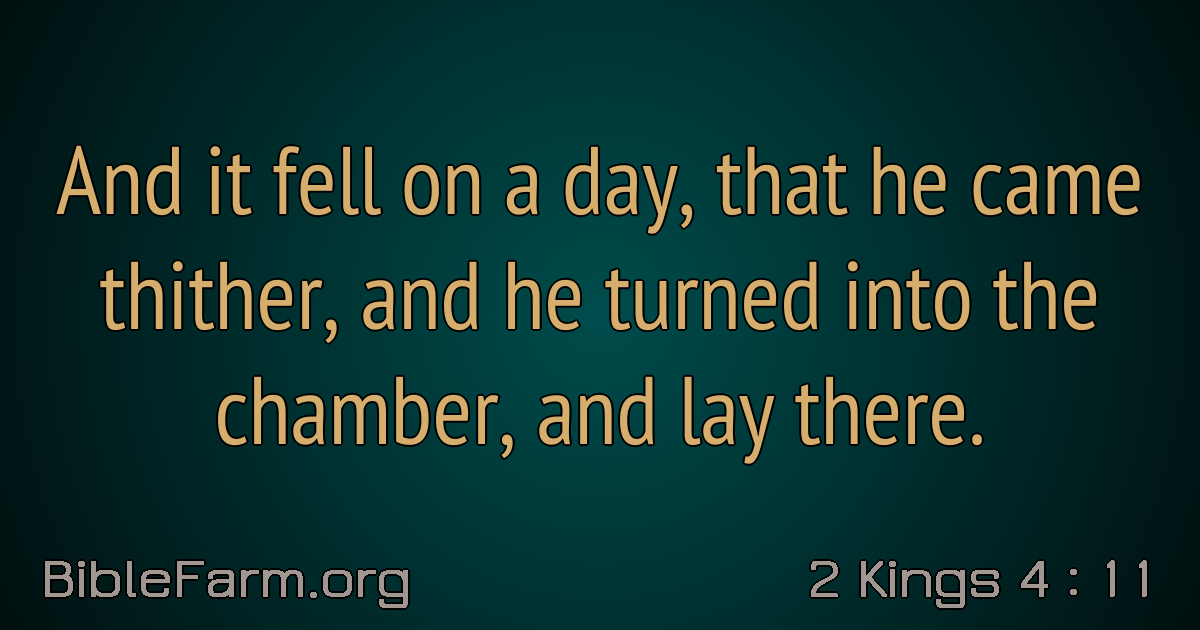 And it fell on a day, that he came
thither, and he turned into the
chamber, and lay there.
BibleFarm.org
2 Kings 4 : 11